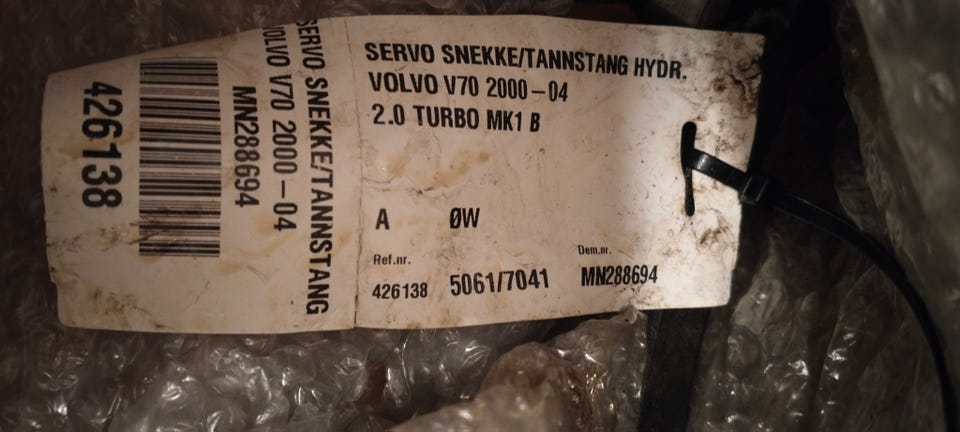 SERVO SNEKKE/TANNSTANG HYDR.
VOLVO V70 2000-04
2.0 TURBO MK1 B
A ØW
Ref.nr. Dem.nr.
426138 5061/7041 MN288694
SERVO SNEKKE/TANNSTANG
VOLVO V70 2000-04
MN288694
426138